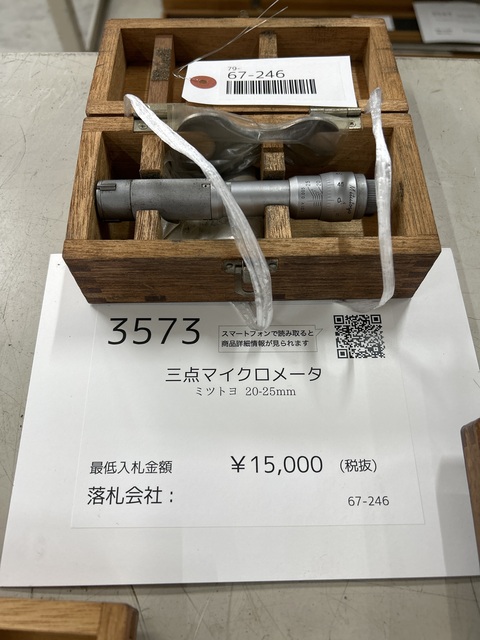 79-
67-246
3573
スマートフォンで読み取ると
商品詳細情報が見られます
三点マイクロメータ
ミツトヨ 20-25mm
最低入札金額 ¥15,000 (税抜)
落札会社：
67-246